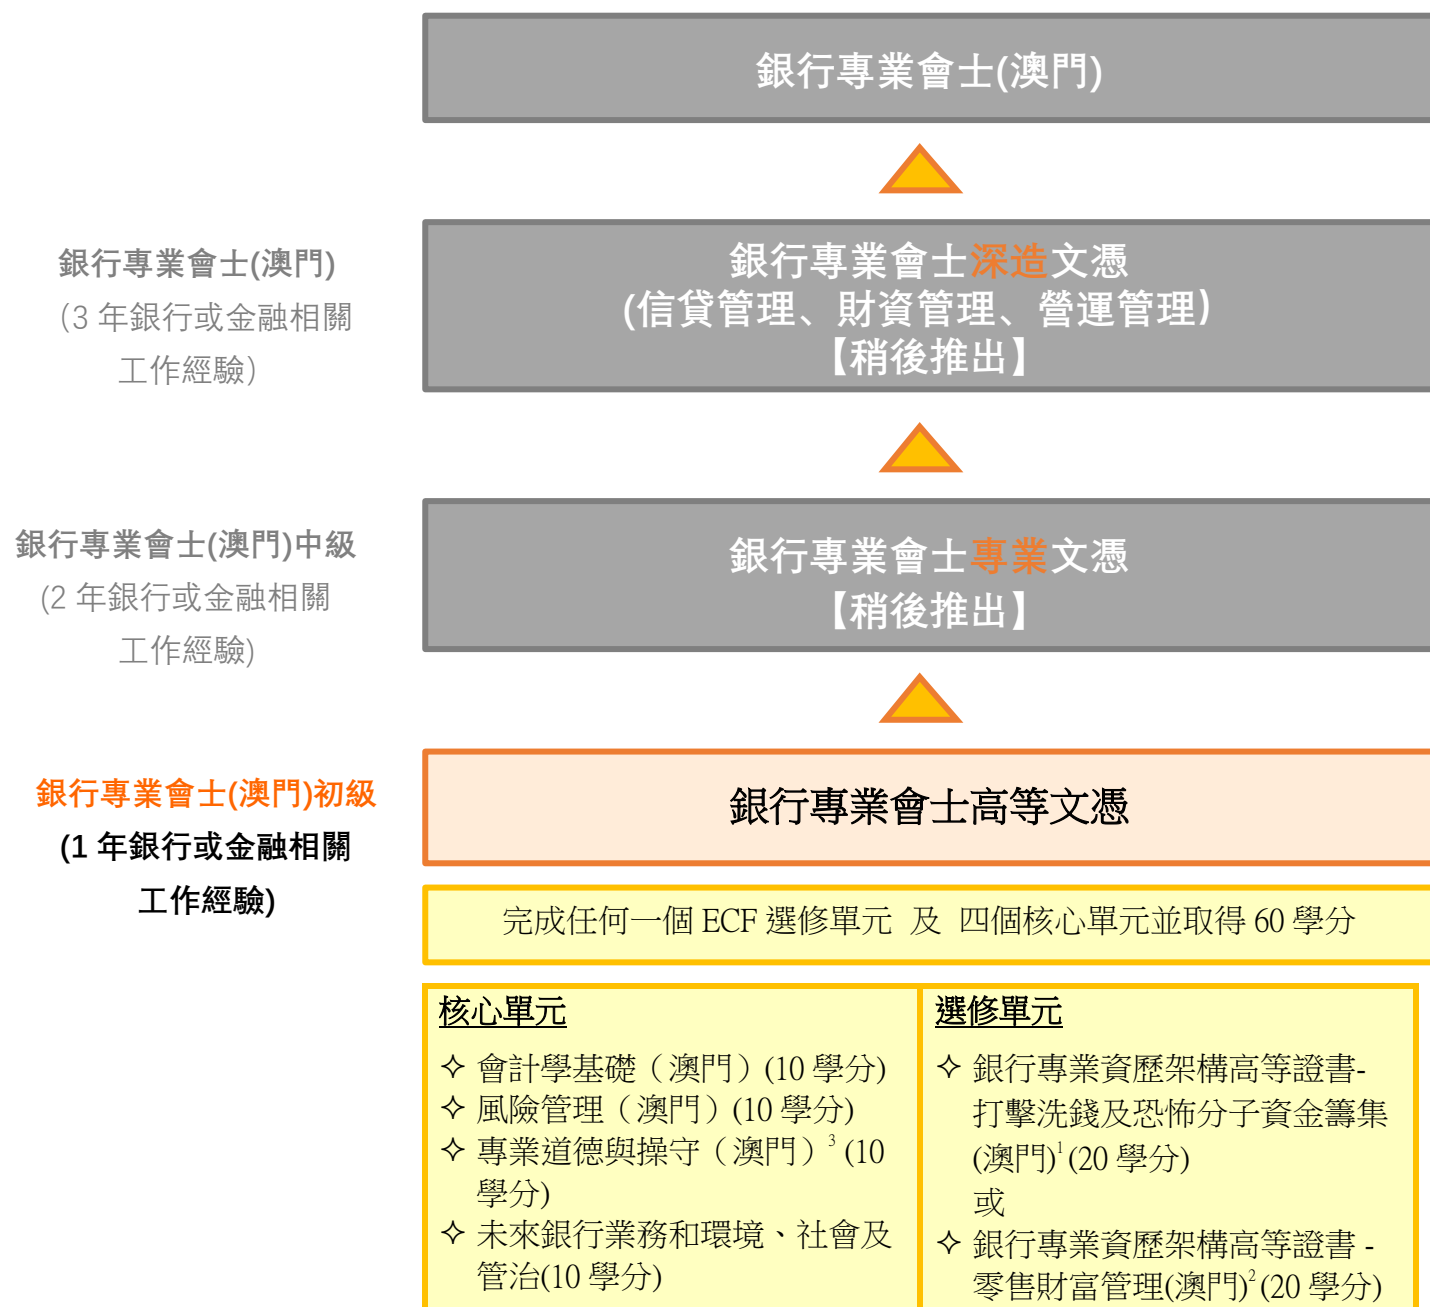 銀行專業會士(澳門)
銀行專業會士(澳門)
(3 年銀行或金融相關
工作經驗)
銀行專業會士深造文憑
(信貸管理、財資管理、營運管理)
【稍後推出】
銀行專業會士(澳門)中級
(2 年銀行或金融相關
工作經驗)
銀行專業會士專業文憑
【稍後推出】
銀行專業會士(澳門)初級
(1 年銀行或金融相關
工作經驗)
銀行專業會士高等文憑
完成任何一個 ECF 選修單元 及 四個核心單元並取得 60 學分
核心單元
✧ 會計學基礎（澳門）(10 學分)
✧ 風險管理（澳門）(10 學分)
✧ 專業道德與操守（澳門）3 (10
學分)
✧ 未來銀行業務和環境、社會及
管治(10 學分)
選修單元
✧ 銀行專業資歷架構高等證書-
打擊洗錢及恐怖分子資金籌集
(澳門)1 (20 學分)
或
✧ 銀行專業資歷架構高等證書 -
零售財富管理(澳門)2 (20 學分)